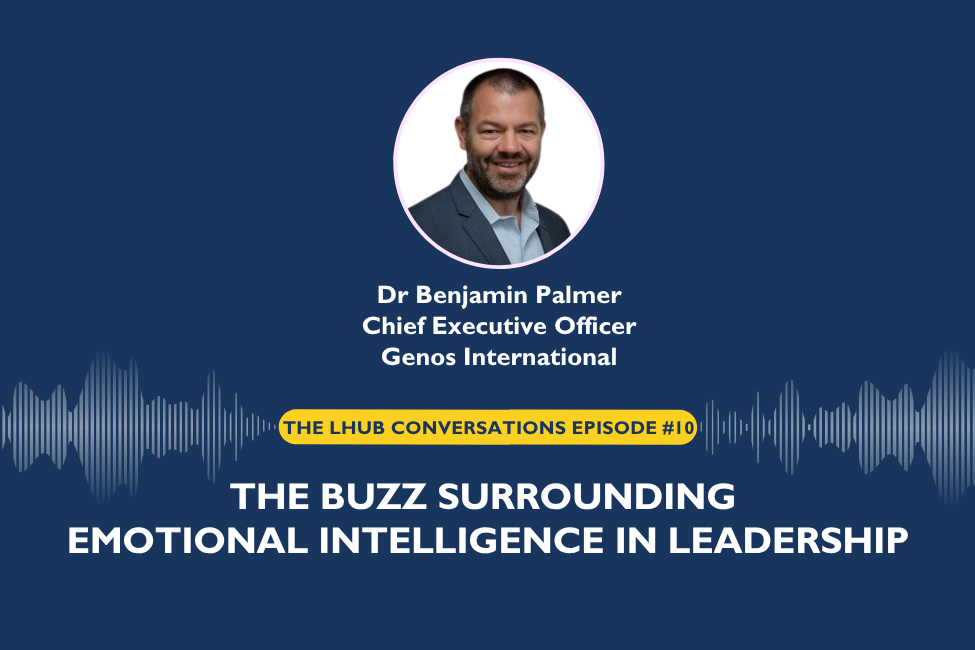 Dr Benjamin Palmer
Chief Executive Officer
Genos International
THE LHUB CONVERSATIONS EPISODE #10
THE BUZZ SURROUNDING
EMOTIONAL INTELLIGENCE IN LEADERSHIP